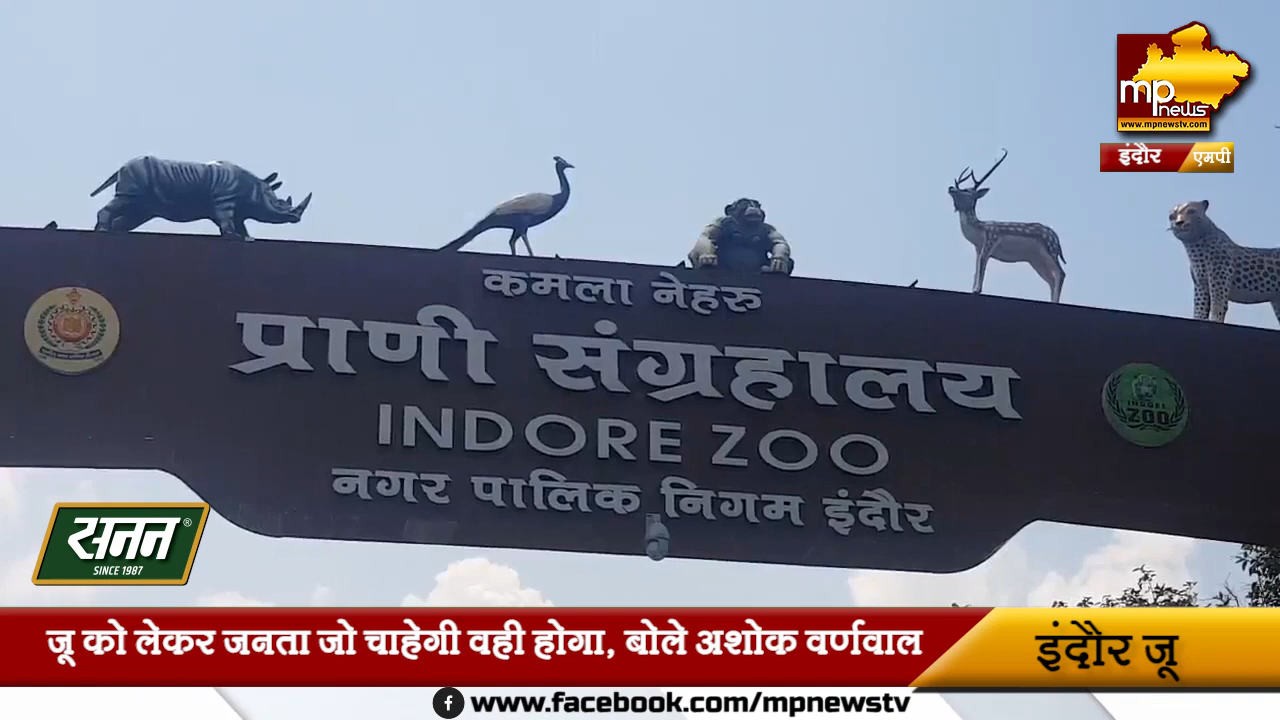 mp
news
www.mpnewstv.com
इंदौर एमपी
कमला नेहरु
प्राणी संग्रहालय
INDORE ZOO
नगर पालिक निगम इंदौर
ZOO
सनन®
SINCE 1987
जू को लेकर जनता जो चाहेगी वही होगा, बोले अशोक वर्णवाल
इंदौर जू
www.facebook.com/mpnewstv